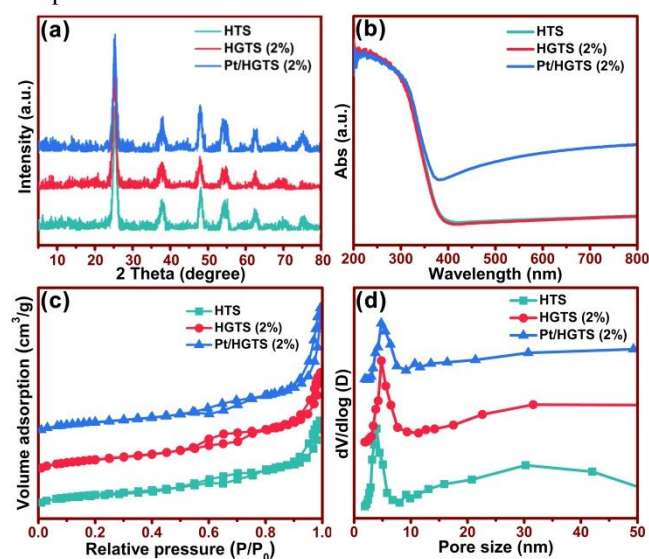 (a)
HTS
HGTS (2%)
Pt/HGTS (2%)
Intensity (a.u.)
5 10 20 30 40 50 60 70 80
2 Theta (degree)
(b)
HTS
HGTS (2%)
Pt/HGTS (2%)
Abs (a.u.)
200 300 400 500 600 700 800
Wavelength (nm)
(c)
HTS
HGTS (2%)
Pt/HGTS (2%)
Volume adsorption (cm³/g)
0.0 0.2 0.4 0.6 0.8 1.0
Relative pressure (P/P₀)
(d)
HTS
HGTS (2%)
Pt/HGTS (2%)
dV/dlog (D)
0 10 20 30 40 50
Pore size (nm)